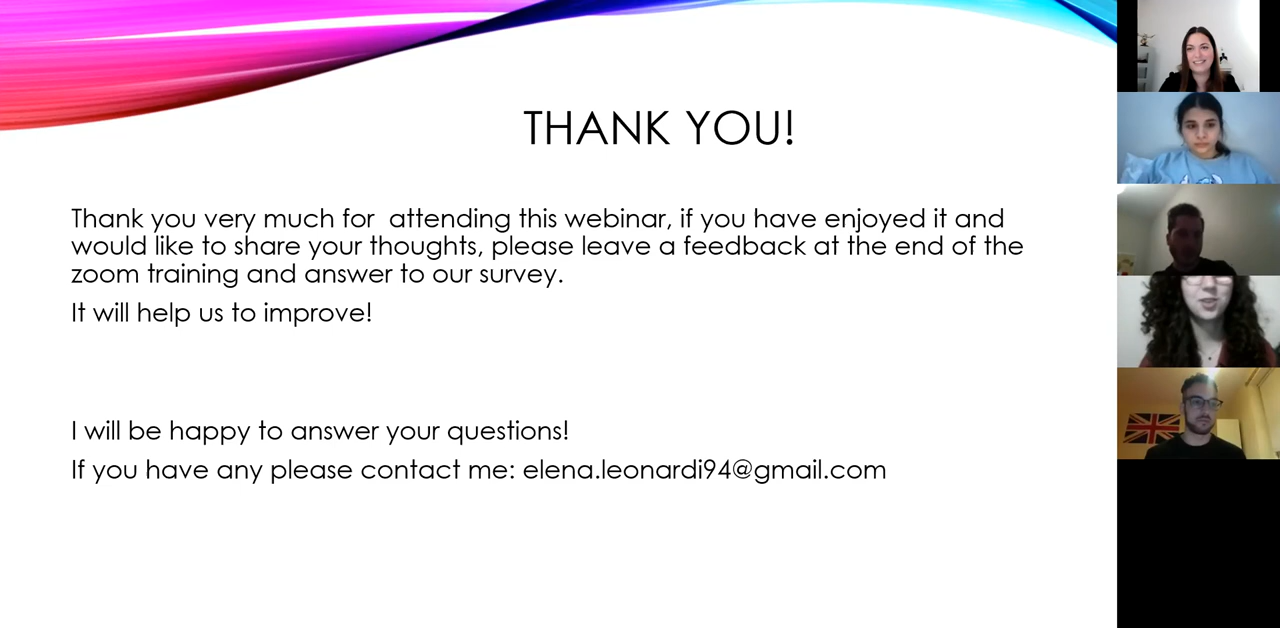 THANK YOU!
Thank you very much for  attending this webinar, if you have enjoyed it and
would like to share your thoughts, please leave a feedback at the end of the
zoom training and answer to our survey.
It will help us to improve!
I will be happy to answer your questions!
If you have any please contact me: elena.leonardi94@gmail.com